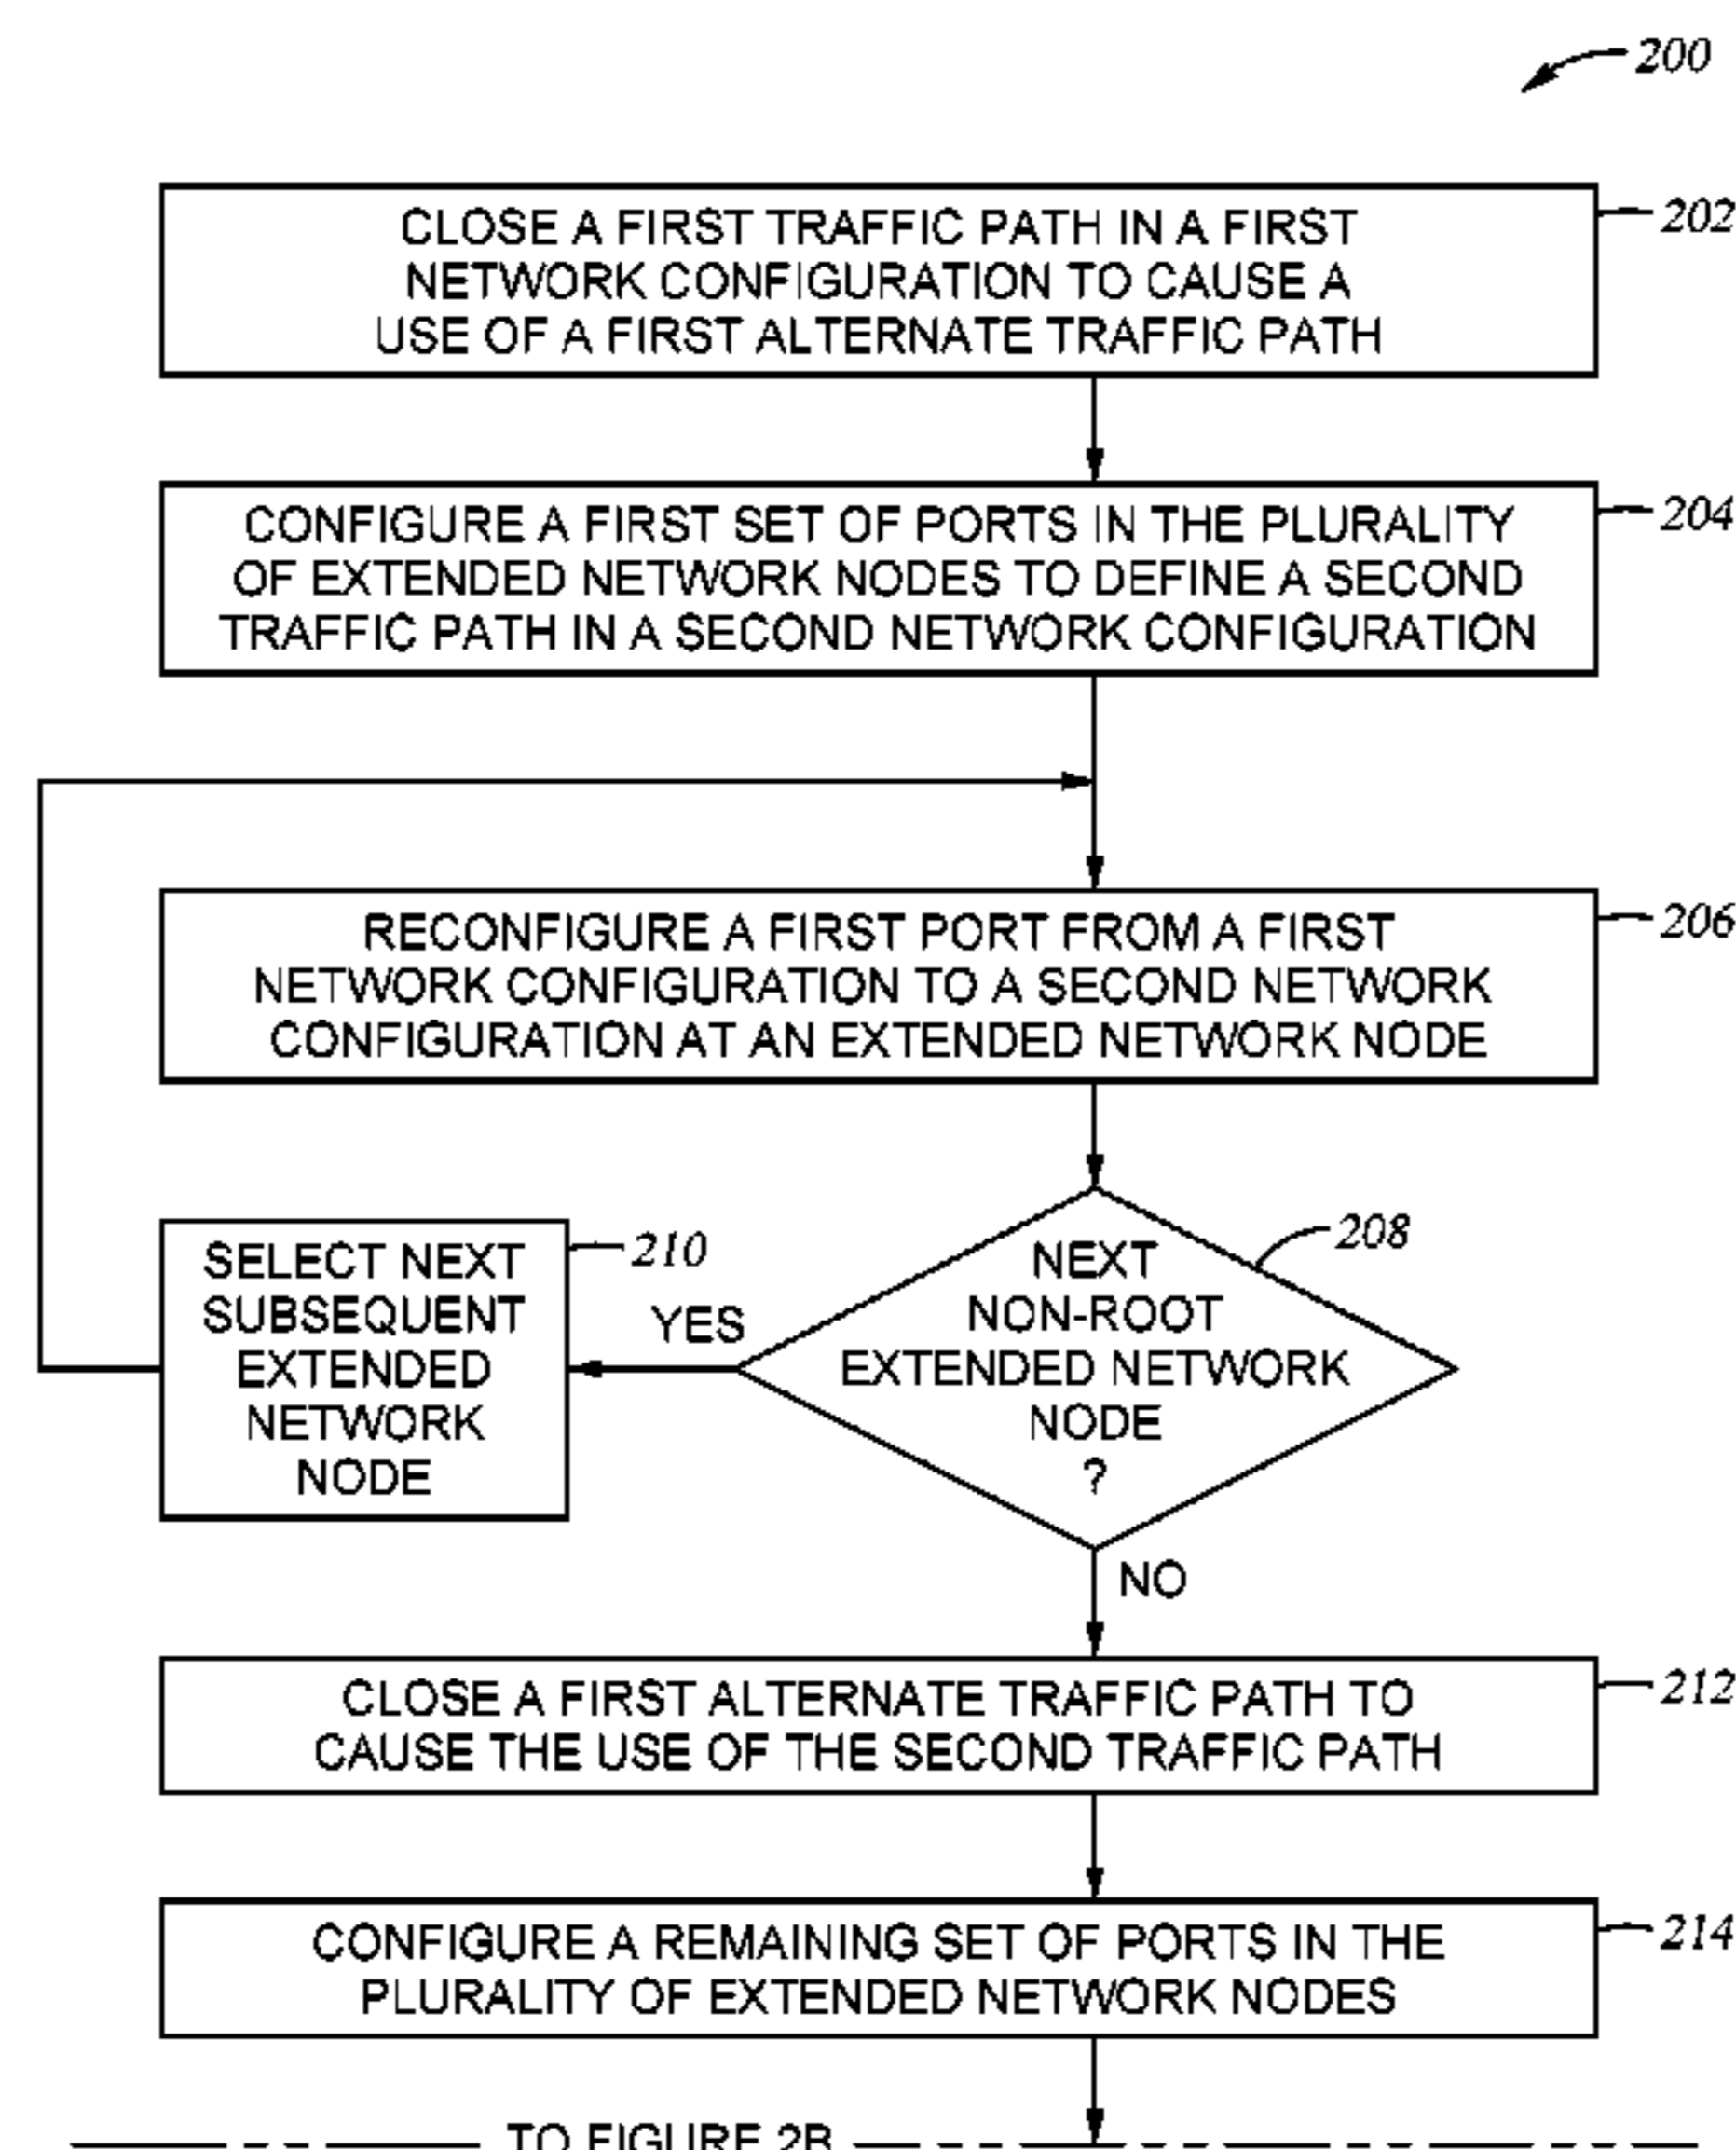 200
CLOSE A FIRST TRAFFIC PATH IN A FIRST
NETWORK CONFIGURATION TO CAUSE A
USE OF A FIRST ALTERNATE TRAFFIC PATH
202
CONFIGURE A FIRST SET OF PORTS IN THE PLURALITY
OF EXTENDED NETWORK NODES TO DEFINE A SECOND
TRAFFIC PATH IN A SECOND NETWORK CONFIGURATION
204
RECONFIGURE A FIRST PORT FROM A FIRST
NETWORK CONFIGURATION TO A SECOND NETWORK
CONFIGURATION AT AN EXTENDED NETWORK NODE
206
NEXT
NON-ROOT
EXTENDED NETWORK
NODE
?
208
YES
SELECT NEXT
SUBSEQUENT
EXTENDED
NETWORK
NODE
210
NO
CLOSE A FIRST ALTERNATE TRAFFIC PATH TO
CAUSE THE USE OF THE SECOND TRAFFIC PATH
212
CONFIGURE A REMAINING SET OF PORTS IN THE
PLURALITY OF EXTENDED NETWORK NODES
214
TO FIGURE 2B